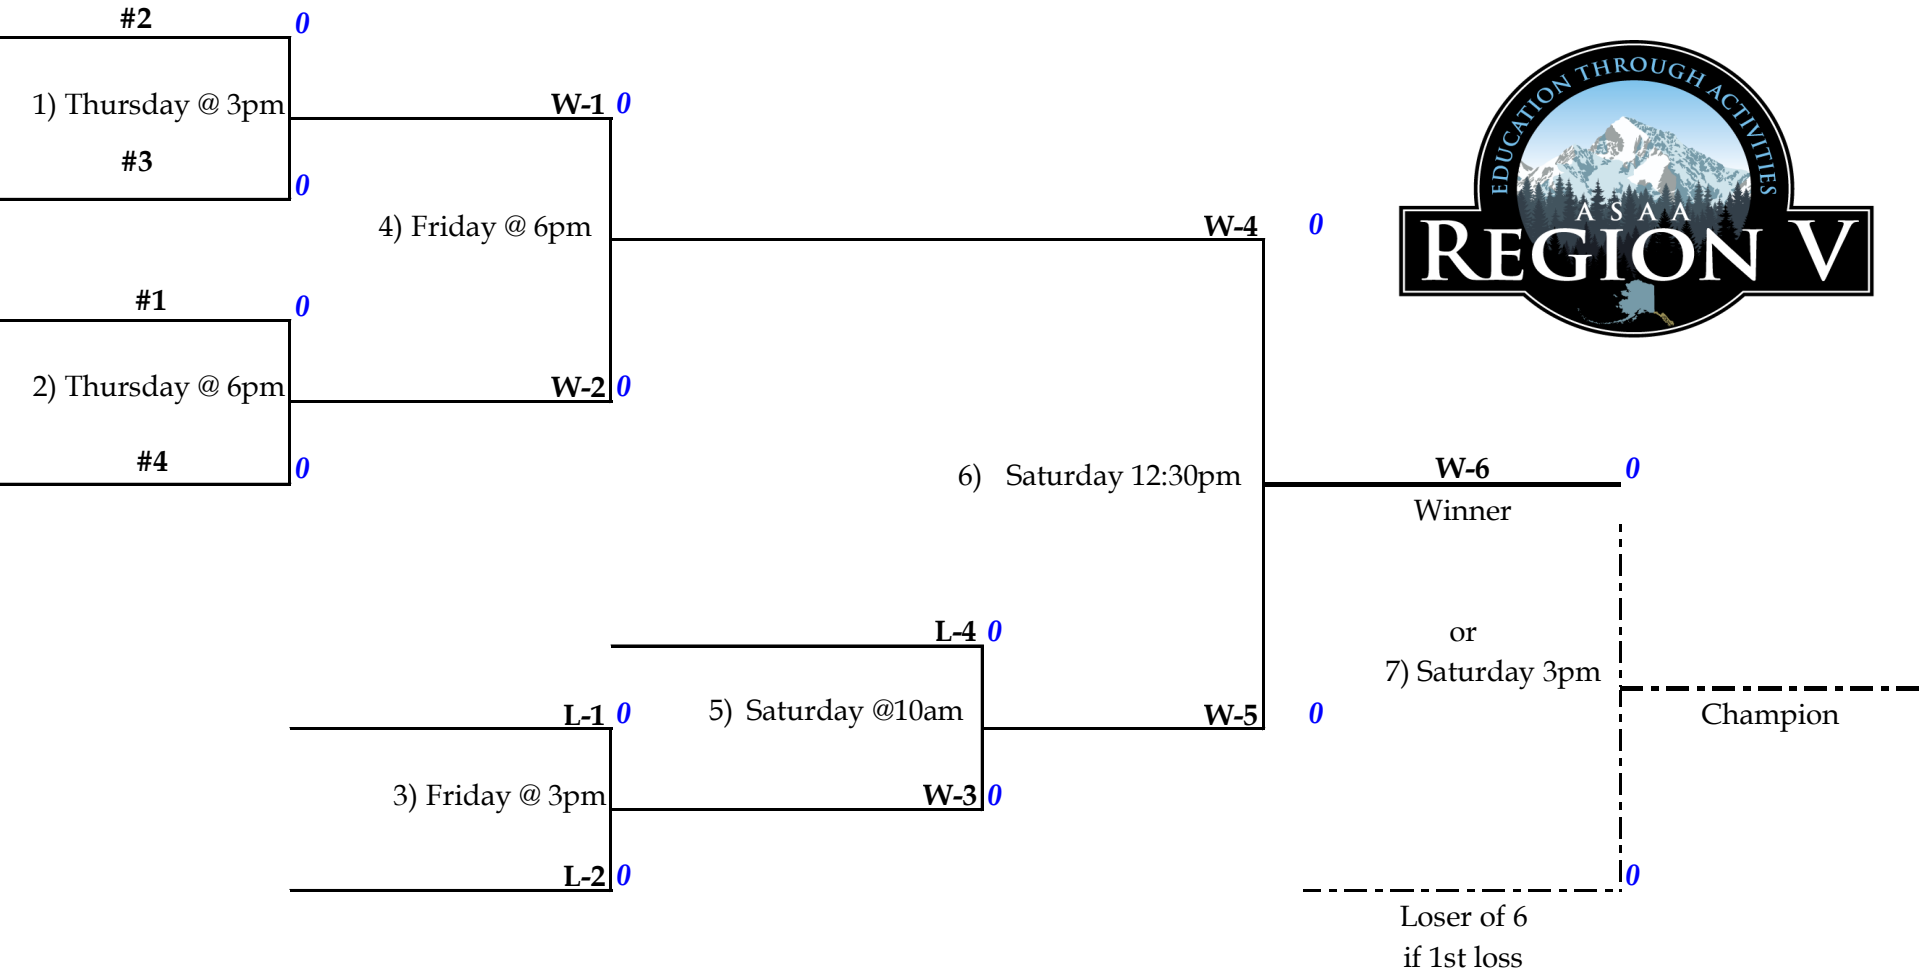 #2 0
1) Thursday @ 3pm
W-1 0
#3
0
4) Friday @ 6pm
W-4 0
EDUCATION THROUGH ACTIVITIES
ASAA
REGION V
#1 0
2) Thursday @ 6pm
W-2 0
#4 0
6) Saturday 12:30pm
W-6 0
Winner
L-4 0
or
7) Saturday 3pm
L-1 0
5) Saturday @10am
W-5 0
Champion
3) Friday @ 3pm
W-3 0
L-2 0
0
Loser of 6
if 1st loss